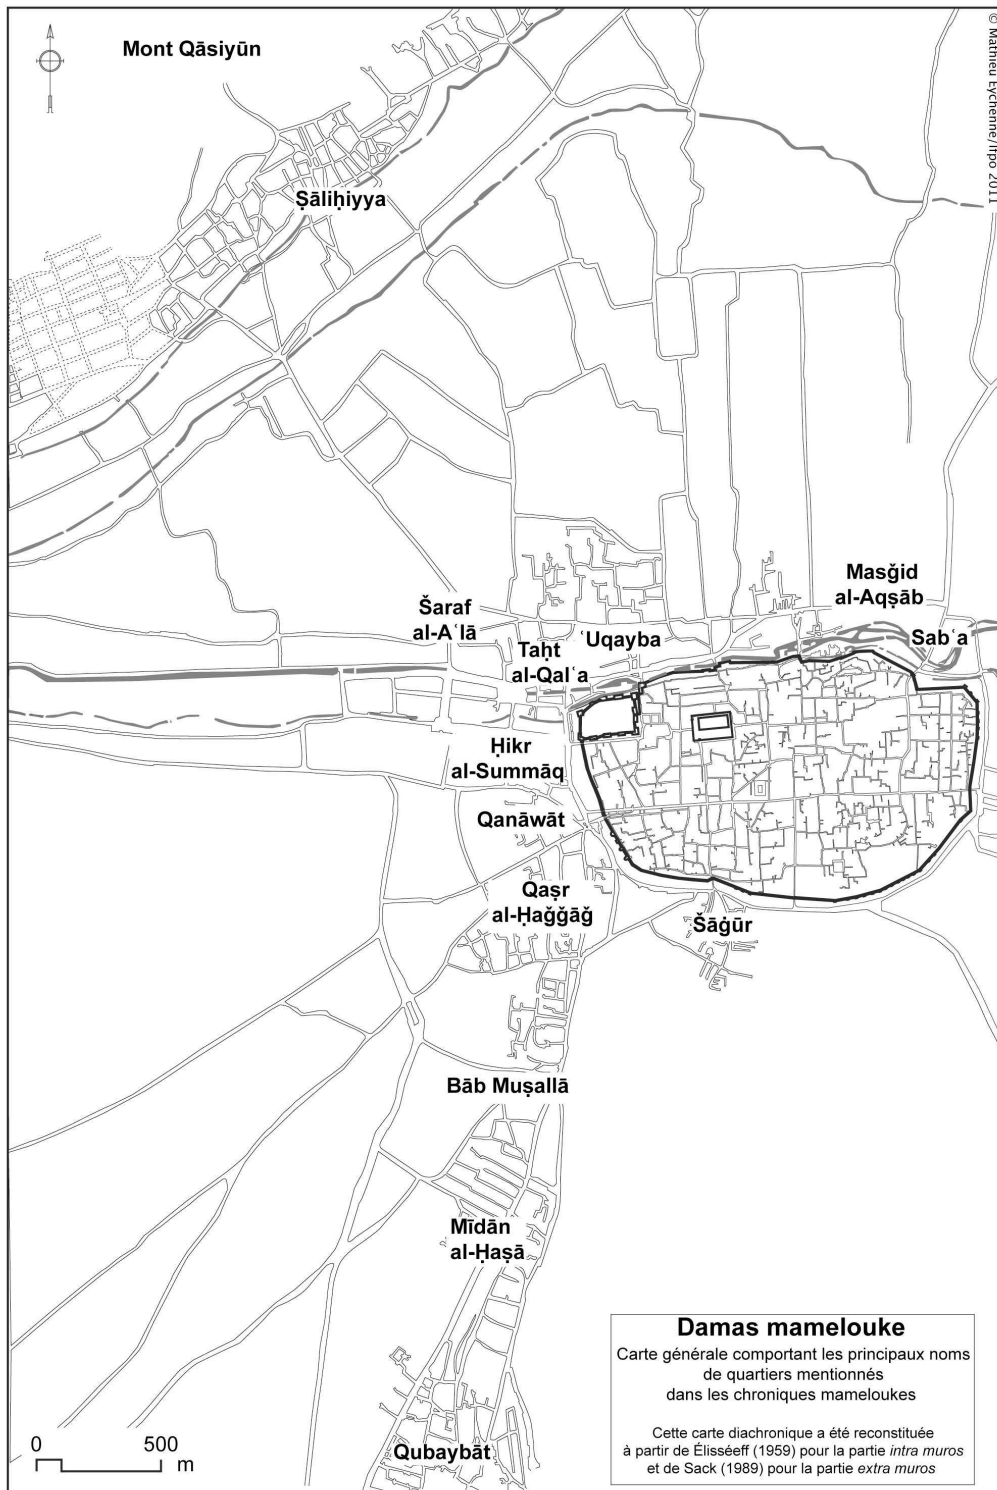 © Mathieu Eychenne/Ifpo 2011
Mont Qāsiyūn
Ṣāliḥiyya
Masǧid
al-Aqṣāb
Šaraf
al-Aʿlā
ʿUqayba
Sabʿa
Taḥt
al-Qalʿa
Ḥikr
al-Summāq
Qanāwāt
Qaṣr
al-Ḥaǧǧāǧ
Šāġūr
Bāb Muṣallā
Mīdān
al-Ḥaṣā
Qubaybāt
0 500
m
Damas mamelouke
Carte générale comportant les principaux noms
de quartiers mentionnés
dans les chroniques mameloukes
Cette carte diachronique a été reconstituée
à partir de Élisséeff (1959) pour la partie intra muros
et de Sack (1989) pour la partie extra muros